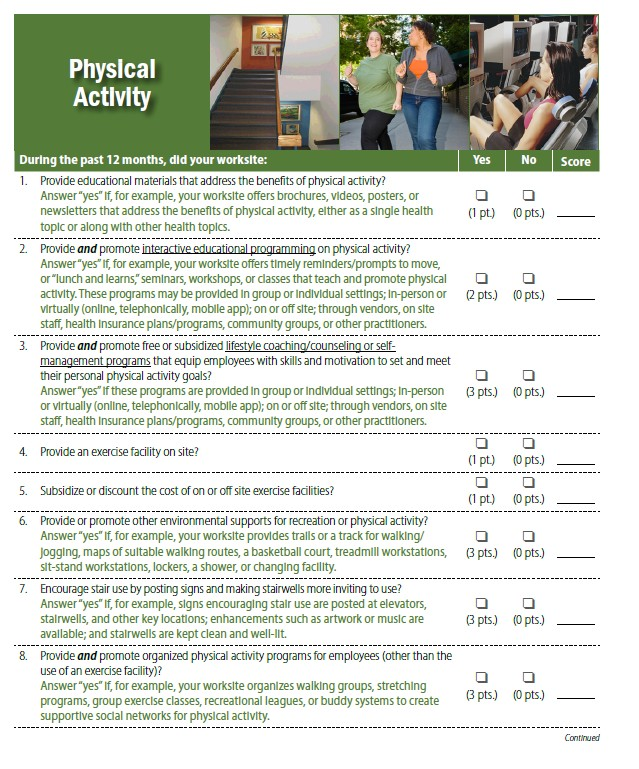 Physical
Activity
During the past 12 months, did your worksite: Yes No Score
1. Provide educational materials that address the benefits of physical activity?
Answer "yes" if, for example, your worksite offers brochures, videos, posters, or
newsletters that address the benefits of physical activity, either as a single health
topic or along with other health topics.
(1 pt.) (0 pts.)
2. Provide and promote interactive educational programming on physical activity?
Answer "yes" if, for example, your worksite offers timely reminders/prompts to move,
or "lunch and learns," seminars, workshops, or classes that teach and promote physical
activity. These programs may be provided in group or individual settings; in-person or
virtually (online, telephonically, mobile app); on or off site; through vendors, on site
staff, health insurance plans/programs, community groups, or other practitioners.
(2 pts.) (0 pts.)
3. Provide and promote free or subsidized lifestyle coaching/counseling or self-
management programs that equip employees with skills and motivation to set and meet
their personal physical activity goals?
Answer "yes" if these programs are provided in group or individual settings; in-person
or virtually (online, telephonically, mobile app); on or off site; through vendors, on site
staff, health insurance plans/programs, community groups, or other practitioners.
(3 pts.) (0 pts.)
4. Provide an exercise facility on site?
(1 pt.) (0 pts.)
5. Subsidize or discount the cost of on or off site exercise facilities?
(1 pt.) (0 pts.)
6. Provide or promote other environmental supports for recreation or physical activity?
Answer "yes" if, for example, your worksite provides trails or a track for walking/
jogging, maps of suitable walking routes, a basketball court, treadmill workstations,
sit-stand workstations, lockers, a shower, or changing facility.
(3 pts.) (0 pts.)
7. Encourage stair use by posting signs and making stairwells more inviting to use?
Answer "yes" if, for example, signs encouraging stair use are posted at elevators,
stairwells, and other key locations; enhancements such as artwork or music are
available; and stairwells are kept clean and well-lit.
(3 pts.) (0 pts.)
8. Provide and promote organized physical activity programs for employees (other than the
use of an exercise facility)?
Answer "yes" if, for example, your worksite organizes walking groups, stretching
programs, group exercise classes, recreational leagues, or buddy systems to create
supportive social networks for physical activity.
(3 pts.) (0 pts.)
Continued